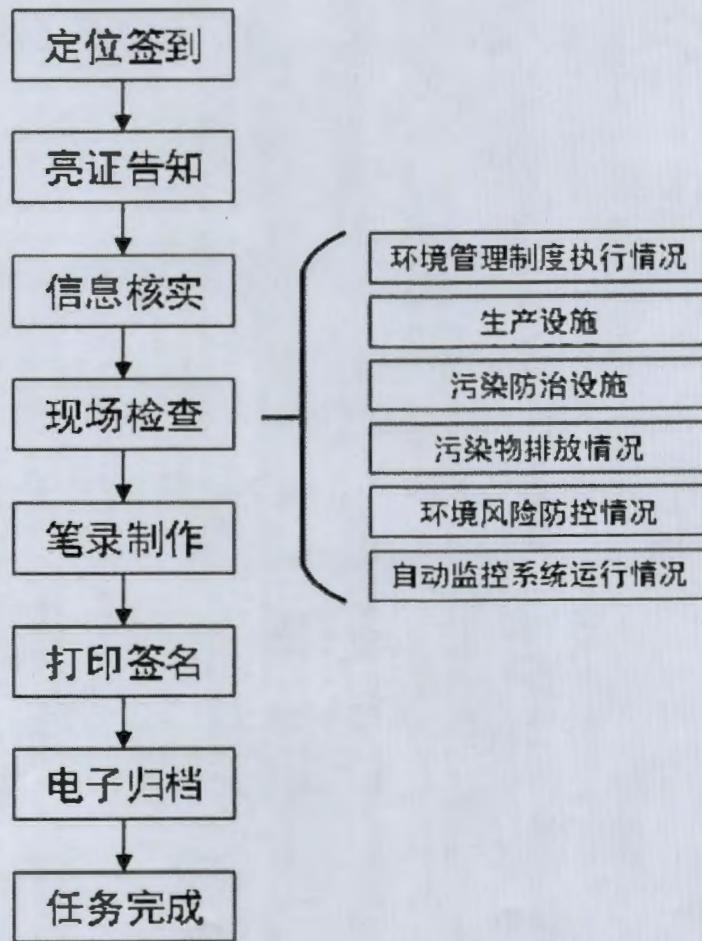 定位签到
亮证告知
信息核实
现场检查
笔录制作
打印签名
电子归档
任务完成
环境管理制度执行情况
生产设施
污染防治设施
污染物排放情况
环境风险防控情况
自动监控系统运行情况